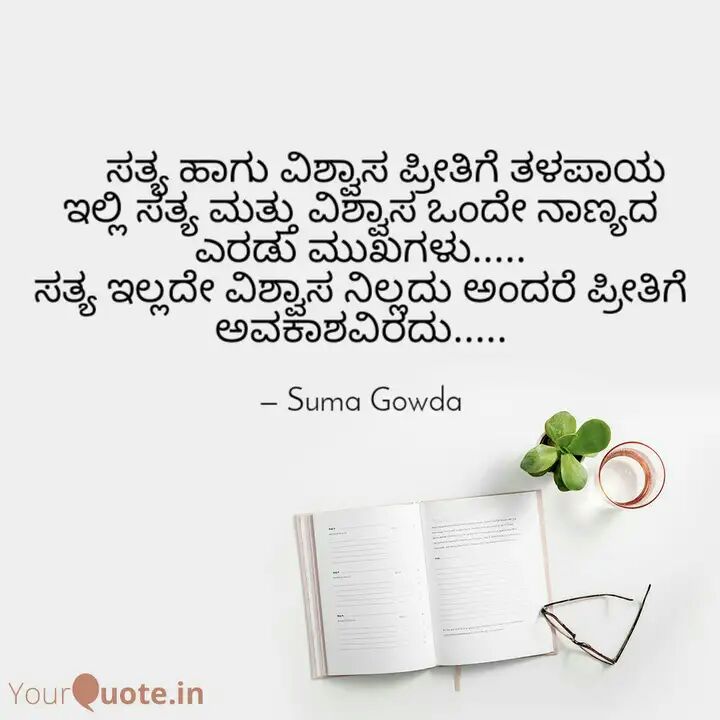 ಸತ್ಯ ಹಾಗು ವಿಶ್ವಾಸ ಪ್ರೀತಿಗೆ ತಳಪಾಯ
ಇಲ್ಲಿ ಸತ್ಯ ಮತ್ತು ವಿಶ್ವಾಸ ಒಂದೇ ನಾಣ್ಯದ
ಎರಡು ಮುಖಗಳು.....
ಸತ್ಯ ಇಲ್ಲದೇ ವಿಶ್ವಾಸ ನಿಲ್ಲದು ಅಂದರೆ ಪ್ರೀತಿಗೆ
ಅವಕಾಶವಿರದು.....
– Suma Gowda
YourQuote.in